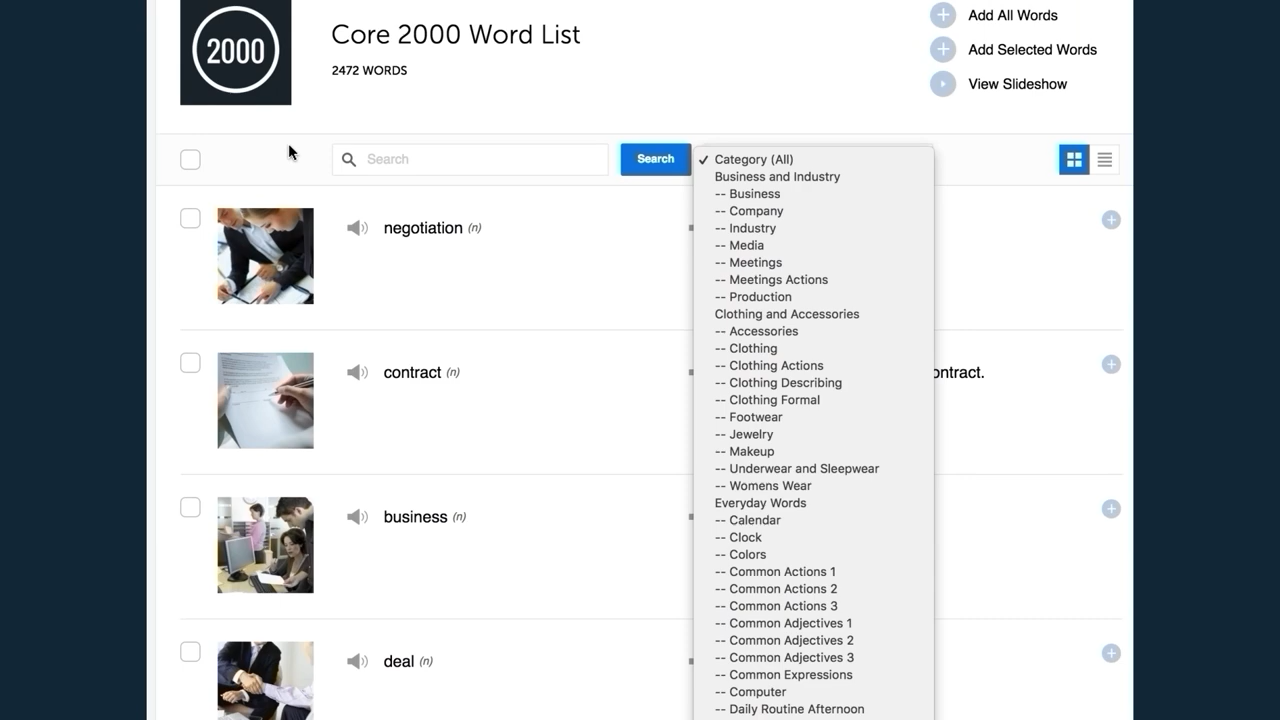 2000
Core 2000 Word List
2472 WORDS
Add All Words
Add Selected Words
View Slideshow
Search
Search
✓ Category (All)
Business and Industry
-- Business
-- Company
-- Industry
-- Media
-- Meetings
-- Meetings Actions
-- Production
Clothing and Accessories
-- Accessories
-- Clothing
-- Clothing Actions
-- Clothing Describing
-- Clothing Formal
-- Footwear
-- Jewelry
-- Makeup
-- Underwear and Sleepwear
-- Womens Wear
Everyday Words
-- Calendar
-- Clock
-- Colors
-- Common Actions 1
-- Common Actions 2
-- Common Actions 3
-- Common Adjectives 1
-- Common Adjectives 2
-- Common Adjectives 3
-- Common Expressions
-- Computer
-- Daily Routine Afternoon
negotiation (n)
contract (n)
ontract.
business (n)
deal (n)